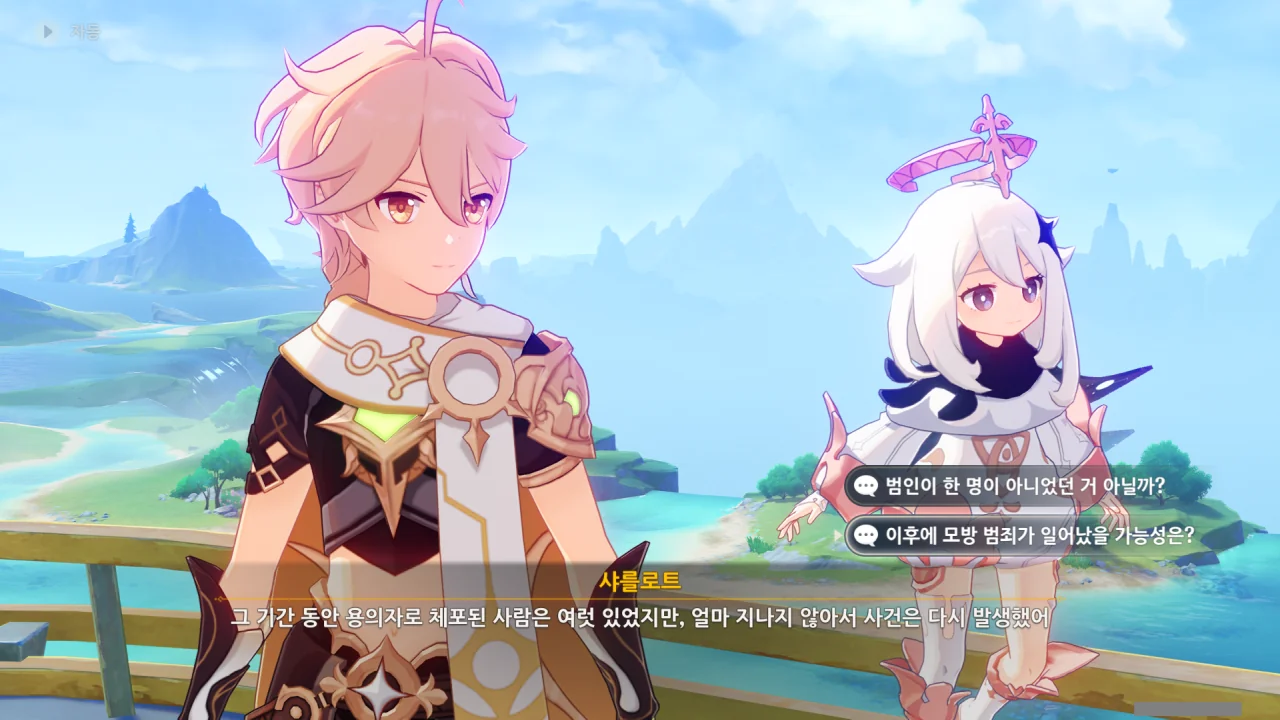 자동
샤를로트
그 기간 동안 용의자로 체포된 사람은 여럿 있었지만, 얼마 지나지 않아서 사건은 다시 발생했어
범인이 한 명이 아니었던 거 아닐까?
이후에 모방 범죄가 일어났을 가능성은?